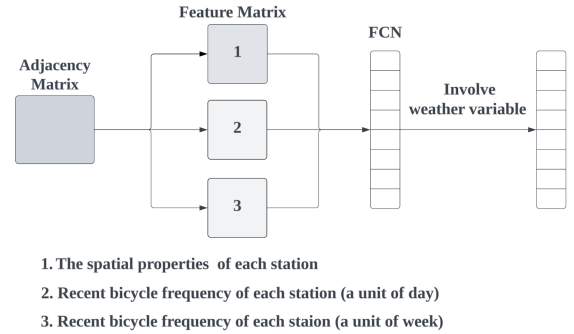 Feature Matrix
FCN
Adjacency
Matrix
1
Involve
weather variable
2
3
1. The spatial properties of each station
2. Recent bicycle frequency of each station (a unit of day)
3. Recent bicycle frequency of each staion (a unit of week)